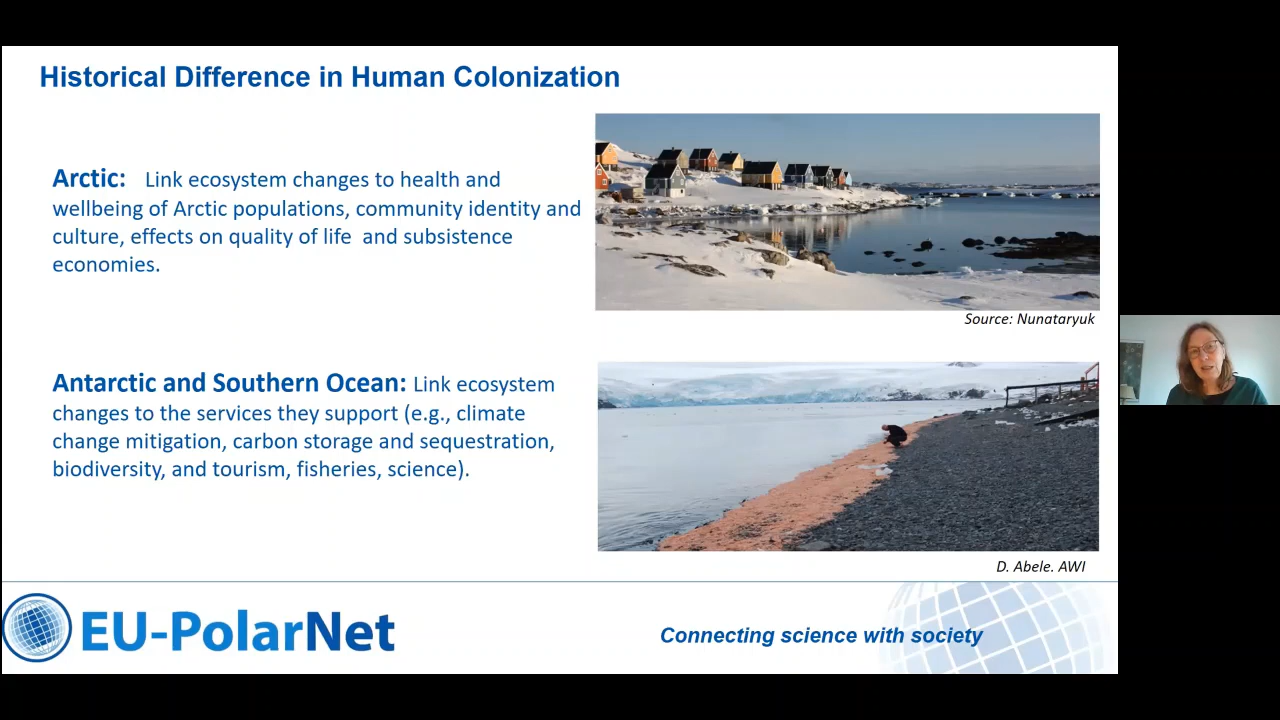 Historical Difference in Human Colonization
Arctic: Link ecosystem changes to health and
wellbeing of Arctic populations, community identity and
culture, effects on quality of life and subsistence
economies.
Source: Nunataryuk
Antarctic and Southern Ocean: Link ecosystem
changes to the services they support (e.g., climate
change mitigation, carbon storage and sequestration,
biodiversity, and tourism, fisheries, science).
D. Abele. AWI
EU-PolarNet
Connecting science with society